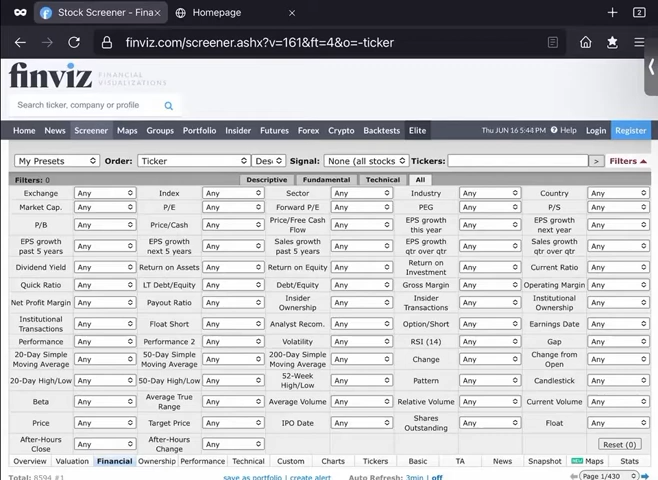 Stock Screener - Fina
Homepage
2
finviz.com/screener.ashx?v=161&ft=4&o=-ticker
finviz FINANCIAL VISUALIZATIONS
Search ticker, company or profile
Home News Screener Maps Groups Portfolio Insider Futures Forex Crypto Backtests Elite Thu JUN 16 5:44 PM Help Login Register
My Presets Order: Ticker Desc Signal: None (all stocks Tickers: > Filters
Filters: 0 Descriptive Fundamental Technical All
Exchange Any Index Any Sector Any Industry Any Country Any
Market Cap. Any P/E Any Forward P/E Any PEG Any P/S Any
P/B Any Price/Cash Any Price/Free Cash Flow Any EPS growth this year Any EPS growth next year Any
EPS growth past 5 years Any EPS growth next 5 years Any Sales growth past 5 years Any EPS growth qtr over qtr Any Sales growth qtr over qtr Any
Dividend Yield Any Return on Assets Any Return on Equity Any Return on Investment Any Current Ratio Any
Quick Ratio Any LT Debt/Equity Any Debt/Equity Any Gross Margin Any Operating Margin Any
Net Profit Margin Any Payout Ratio Any Insider Ownership Any Insider Transactions Any Institutional Ownership Any
Institutional Transactions Any Float Short Any Analyst Recom. Any Option/Short Any Earnings Date Any
Performance Any Performance 2 Any Volatility Any RSI (14) Any Gap Any
20-Day Simple Moving Average Any 50-Day Simple Moving Average Any 200-Day Simple Moving Average Any Change Any Change from Open Any
20-Day High/Low Any 50-Day High/Low Any 52-Week High/Low Any Pattern Any Candlestick Any
Beta Any Average True Range Any Average Volume Any Relative Volume Any Current Volume Any
Price Any Target Price Any IPO Date Any Shares Outstanding Any Float Any
After-Hours Close Any After-Hours Change Any Reset (0)
Overview Valuation Financial Ownership Performance Technical Custom Charts Tickers Basic TA News Snapshot Maps Stats
Total: 8594 #1 save as portfolio | create alert Auto Refresh: 3min | off Page 1/430